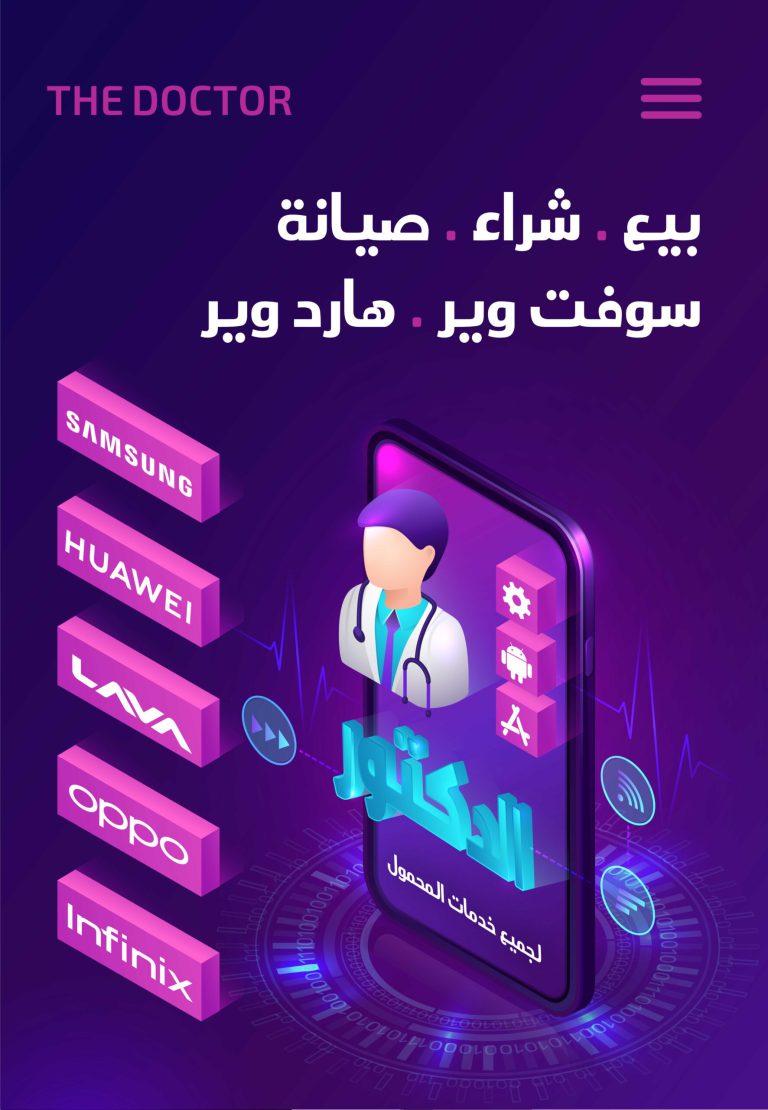 THE DOCTOR
بيع . شراء . صيانة
سوفت وير . هارد وير
SAMSUNG
HUAWEI
LAVA
oppo
Infinix
الدكتور
لجميع خدمات المحمول